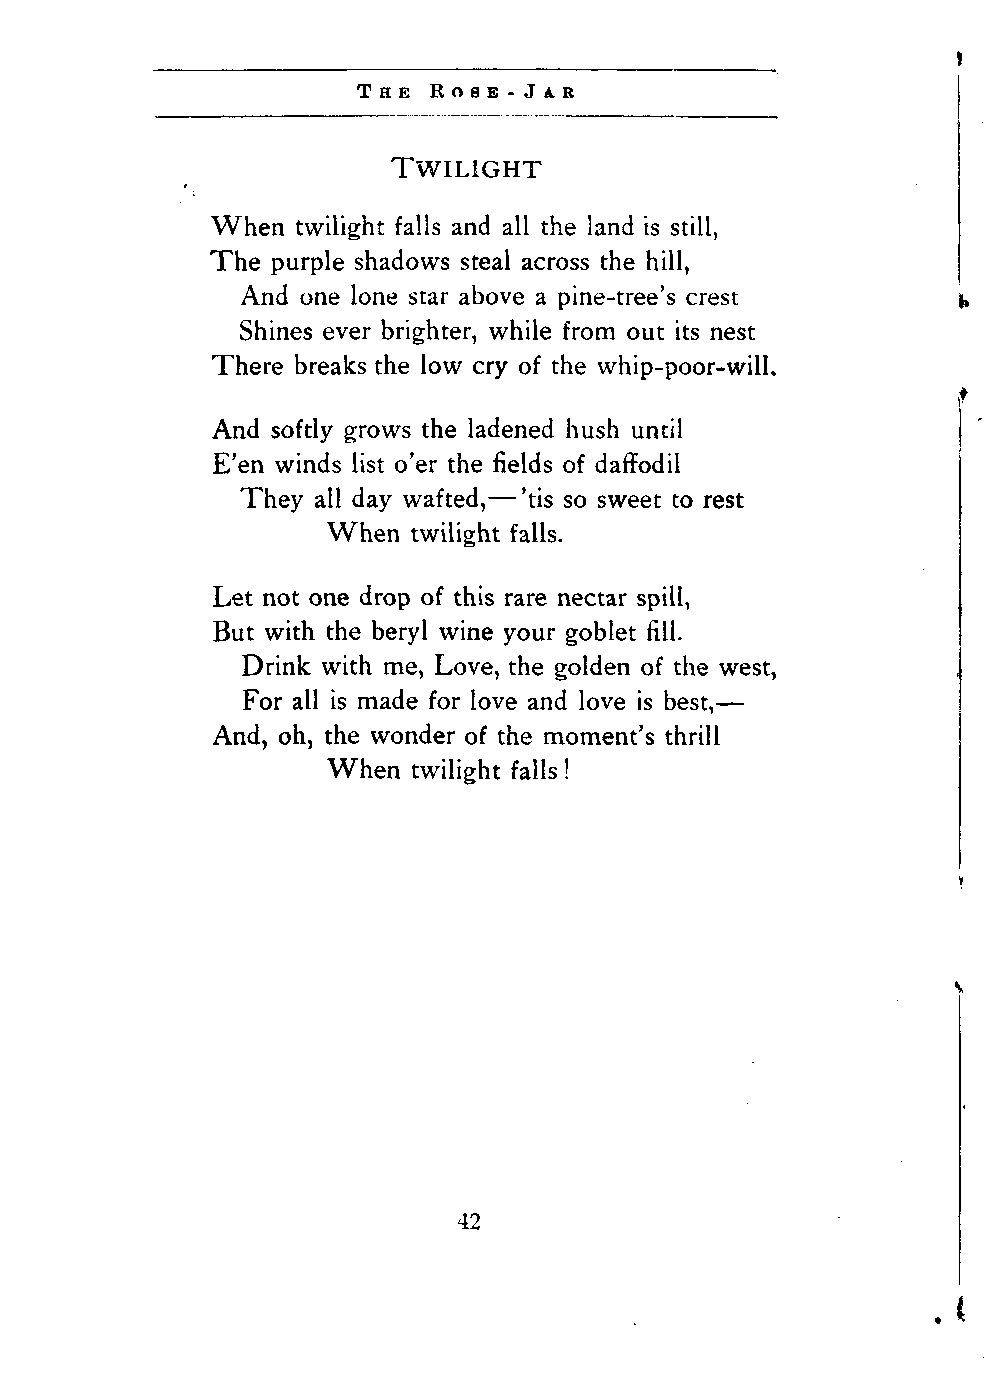 THE ROSE-JAR
TWILIGHT
When twilight falls and all the land is still,
The purple shadows steal across the hill,
And one lone star above a pine-tree's crest
Shines ever brighter, while from out its nest
There breaks the low cry of the whip-poor-will.
And softly grows the ladened hush until
E'en winds list o'er the fields of daffodil
They all day wafted,—'tis so sweet to rest
When twilight falls.
Let not one drop of this rare nectar spill,
But with the beryl wine your goblet fill.
Drink with me, Love, the golden of the west,
For all is made for love and love is best,—
And, oh, the wonder of the moment's thrill
When twilight falls!
42